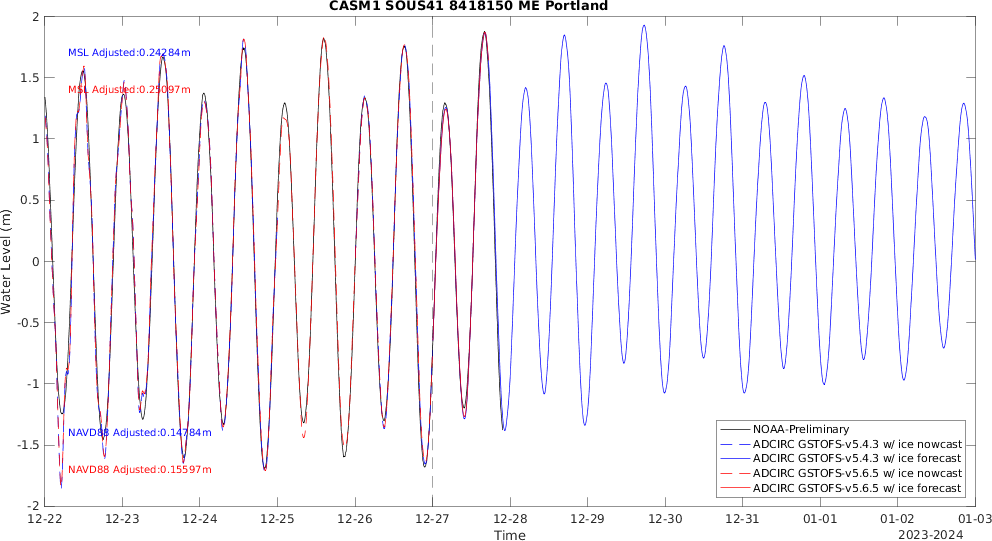 CASM1 SOUS41 8418150 ME Portland
2
1.5
1
0.5
0
-0.5
-1
-1.5
-2
Water Level (m)
MSL Adjusted:0.24284m
MSL Adjusted:0.25097m
NAVD88 Adjusted:0.14784m
NAVD88 Adjusted:0.15597m
NOAA-Preliminary
ADCIRC GSTOFS-v5.4.3 w/ ice nowcast
ADCIRC GSTOFS-v5.4.3 w/ ice forecast
ADCIRC GSTOFS-v5.6.5 w/ ice nowcast
ADCIRC GSTOFS-v5.6.5 w/ ice forecast
12-22 12-23 12-24 12-25 12-26 12-27 12-28 12-29 12-30 12-31 01-01 01-02 01-03
Time
2023-2024